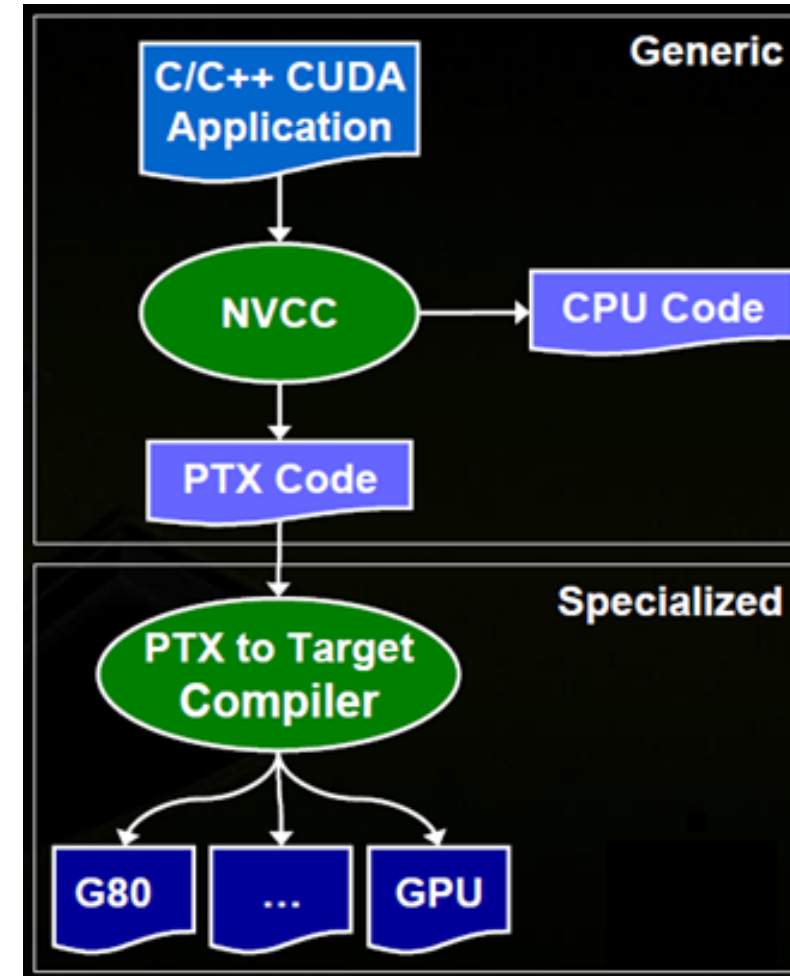 Generic
C/C++ CUDA
Application
NVCC
CPU Code
PTX Code
Specialized
PTX to Target
Compiler
G80
...
GPU